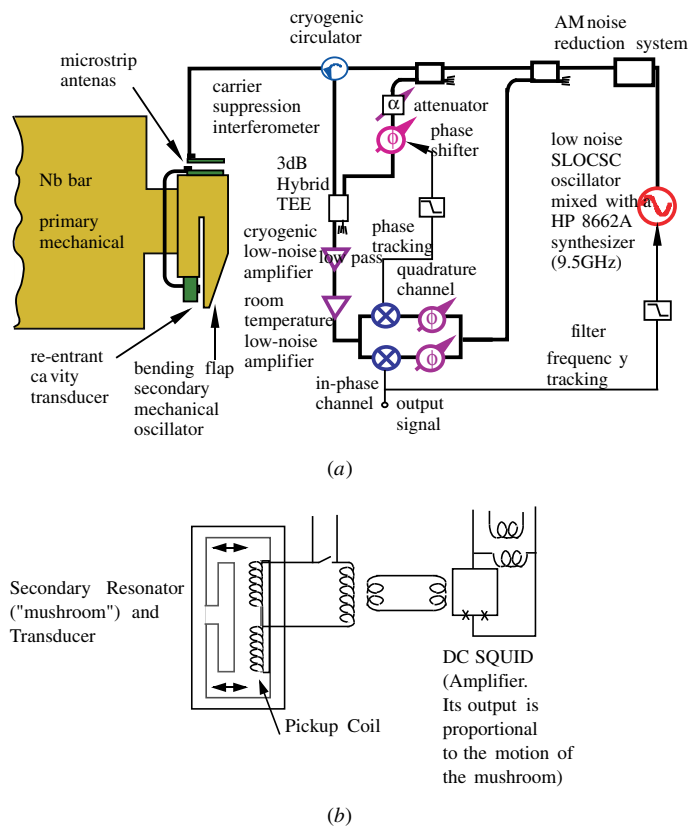 cryogenic
circulator
AM noise
reduction system
microstrip
antenas
carrier
suppression
interferometer
α
attenuator
ϕ
phase
shifter
low noise
SLOCSC
oscillator
mixed with a
HP 8662A
synthesizer
(9.5GHz)
Nb bar
primary
mechanical
3dB
Hybrid
TEE
phase
tracking
cryogenic
low-noise
amplifier
low pass
quadrature
channel
room
temperature
low-noise
amplifier
ϕ
ϕ
filter
frequenc y
tracking
re-entrant
ca vity
transducer
bending flap
secondary
mechanical
oscillator
in-phase
channel
output
signal
(a)
Secondary Resonator
("mushroom") and
Transducer
Pickup Coil
DC SQUID
(Amplifier.
Its output is
proportional
to the motion of
the mushroom)
(b)